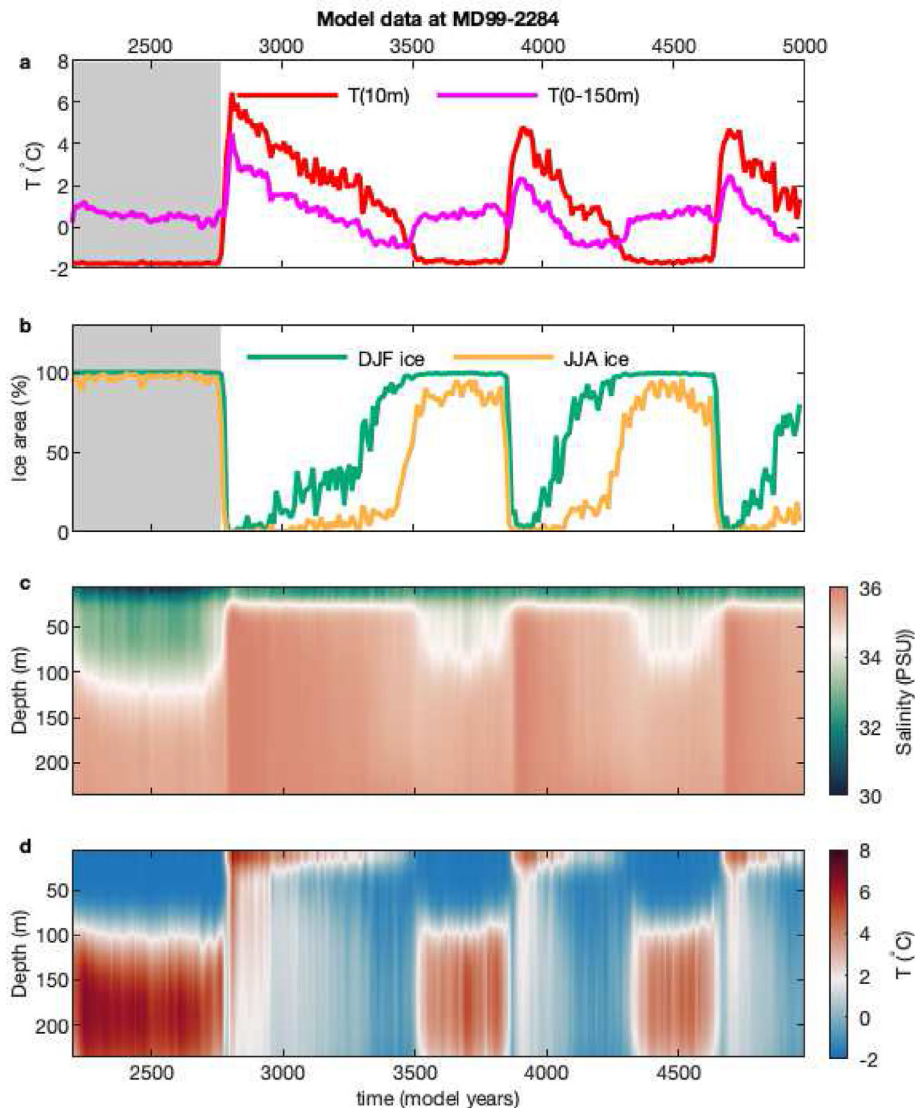 Model data at MD99-2284
2500 3000 3500 4000 4500 5000
a
8
6
4
2
0
-2
T (°C)
T(10m) T(0-150m)
b
100
50
0
Ice area (%)
DJF ice JJA ice
c
50
100
150
200
Depth (m)
36
34
32
30
Salinity (PSU)
d
50
100
150
200
Depth (m)
8
6
4
2
0
-2
T (°C)
2500 3000 3500 4000 4500
time (model years)